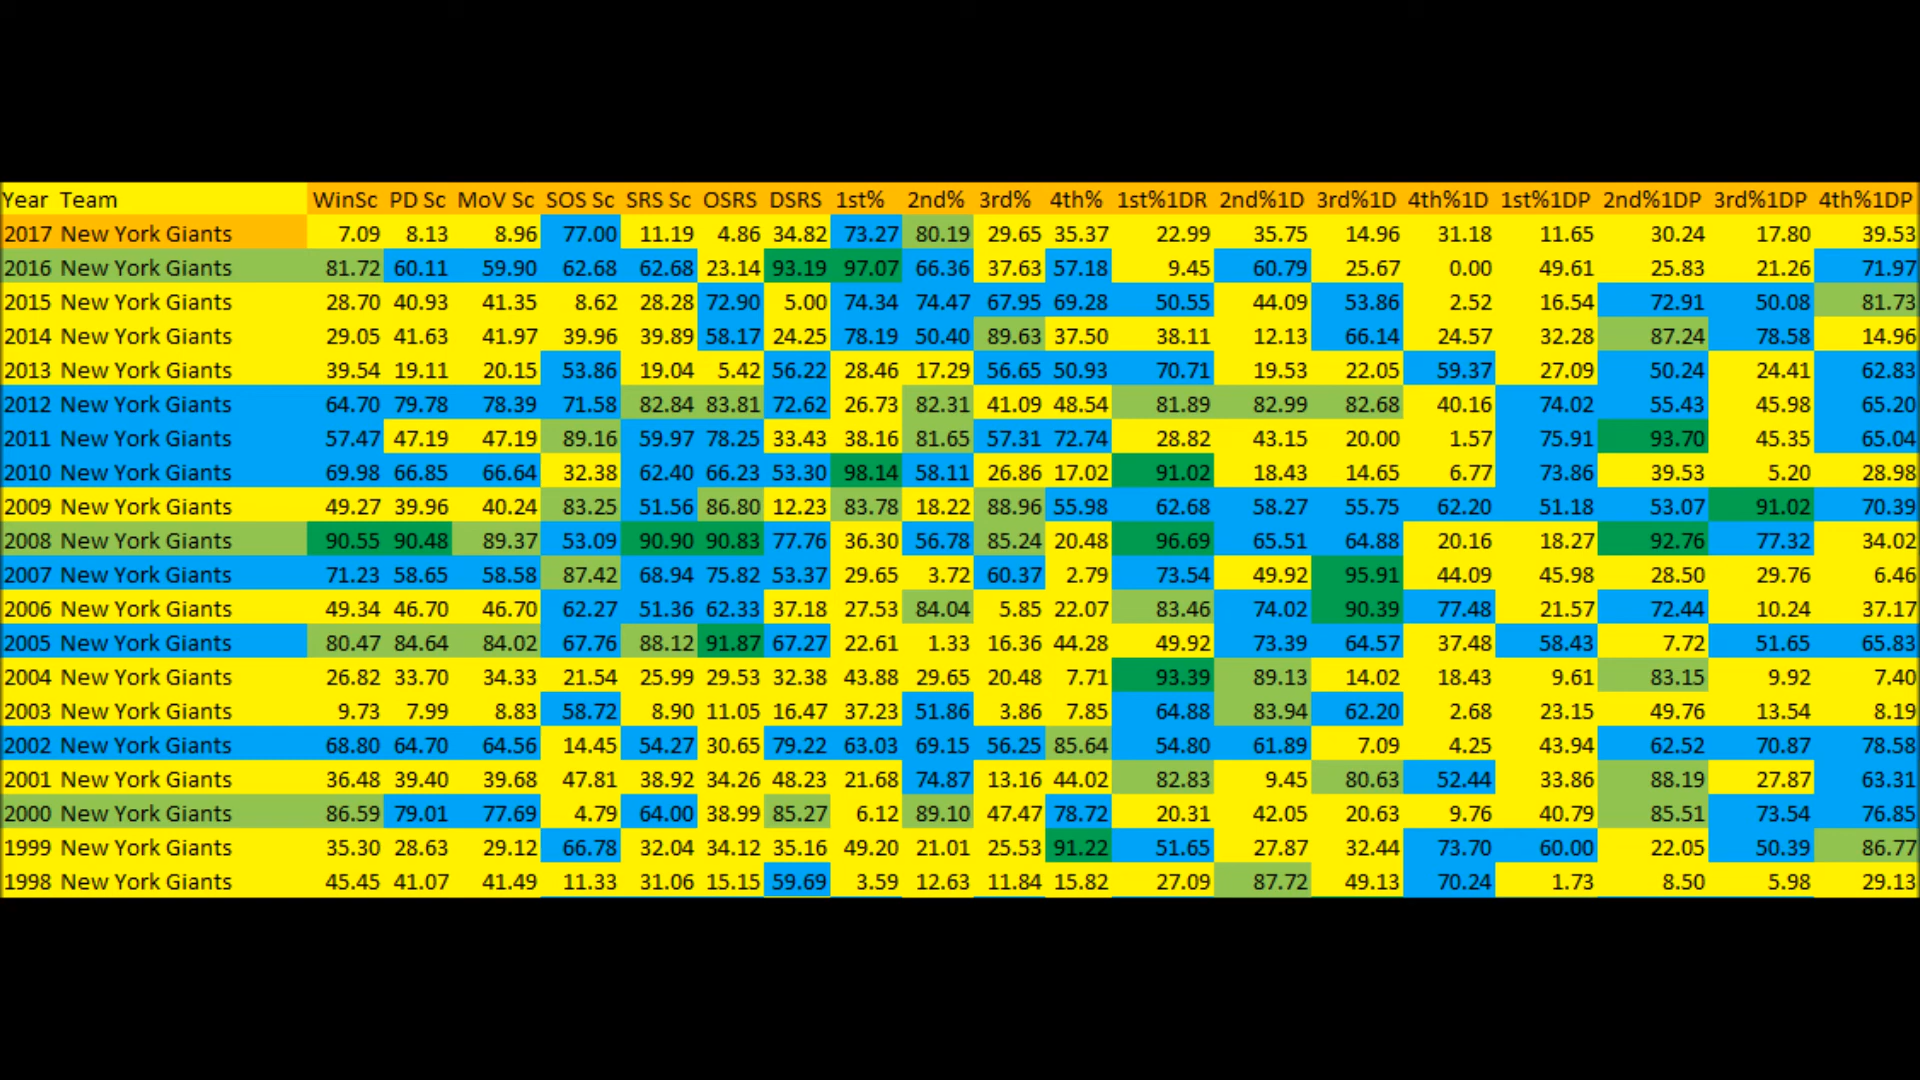 Year Team WinSc PD Sc MoV Sc SOS Sc SRS Sc OSRS DSRS 1st% 2nd% 3rd% 4th% 1st%1DR 2nd%1D 3rd%1D 4th%1D 1st%1DP 2nd%1DP 3rd%1DP 4th%1DP
2017 New York Giants 7.09 8.13 8.96 77.00 11.19 4.86 34.82 73.27 80.19 29.65 35.37 22.99 35.75 14.96 31.18 11.65 30.24 17.80 39.53
2016 New York Giants 81.72 60.11 59.90 62.68 62.68 23.14 93.19 97.07 66.36 37.63 57.18 9.45 60.79 25.67 0.00 49.61 25.83 21.26 71.97
2015 New York Giants 28.70 40.93 41.35 8.62 28.28 72.90 5.00 74.34 74.47 67.95 69.28 50.55 44.09 53.86 2.52 16.54 72.91 50.08 81.73
2014 New York Giants 29.05 41.63 41.97 39.96 39.89 58.17 24.25 78.19 50.40 89.63 37.50 38.11 12.13 66.14 24.57 32.28 87.24 78.58 14.96
2013 New York Giants 39.54 19.11 20.15 53.86 19.04 5.42 56.22 28.46 17.29 56.65 50.93 70.71 19.53 22.05 59.37 27.09 50.24 24.41 62.83
2012 New York Giants 64.70 79.78 78.39 71.58 82.84 83.81 72.62 26.73 82.31 41.09 48.54 81.89 82.99 82.68 40.16 74.02 55.43 45.98 65.20
2011 New York Giants 57.47 47.19 47.19 89.16 59.97 78.25 33.43 38.16 81.65 57.31 72.74 28.82 43.15 20.00 1.57 75.91 93.70 45.35 65.04
2010 New York Giants 69.98 66.85 66.64 32.38 62.40 66.23 53.30 98.14 58.11 26.86 17.02 91.02 18.43 14.65 6.77 73.86 39.53 5.20 28.98
2009 New York Giants 49.27 39.96 40.24 83.25 51.56 86.80 12.23 83.78 18.22 88.96 55.98 62.68 58.27 55.75 62.20 51.18 53.07 91.02 70.39
2008 New York Giants 90.55 90.48 89.37 53.09 90.90 90.83 77.76 36.30 56.78 85.24 20.48 96.69 65.51 64.88 20.16 18.27 92.76 77.32 34.02
2007 New York Giants 71.23 58.65 58.58 87.42 68.94 75.82 53.37 29.65 3.72 60.37 2.79 73.54 49.92 95.91 44.09 45.98 28.50 29.76 6.46
2006 New York Giants 49.34 46.70 46.70 62.27 51.36 62.33 37.18 27.53 84.04 5.85 22.07 83.46 74.02 90.39 77.48 21.57 72.44 10.24 37.17
2005 New York Giants 80.47 84.64 84.02 67.76 88.12 91.87 67.27 22.61 1.33 16.36 44.28 49.92 73.39 64.57 37.48 58.43 7.72 51.65 65.83
2004 New York Giants 26.82 33.70 34.33 21.54 25.99 29.53 32.38 43.88 29.65 20.48 7.71 93.39 89.13 14.02 18.43 9.61 83.15 9.92 7.40
2003 New York Giants 9.73 7.99 8.83 58.72 8.90 11.05 16.47 37.23 51.86 3.86 7.85 64.88 83.94 62.20 2.68 23.15 49.76 13.54 8.19
2002 New York Giants 68.80 64.70 64.56 14.45 54.27 30.65 79.22 63.03 69.15 56.25 85.64 54.80 61.89 7.09 4.25 43.94 62.52 70.87 78.58
2001 New York Giants 36.48 39.40 39.68 47.81 38.92 34.26 48.23 21.68 74.87 13.16 44.02 82.83 9.45 80.63 52.44 33.86 88.19 27.87 63.31
2000 New York Giants 86.59 79.01 77.69 4.79 64.00 38.99 85.27 6.12 89.10 47.47 78.72 20.31 42.05 20.63 9.76 40.79 85.51 73.54 76.85
1999 New York Giants 35.30 28.63 29.12 66.78 32.04 34.12 35.16 49.20 21.01 25.53 91.22 51.65 27.87 32.44 73.70 60.00 22.05 50.39 86.77
1998 New York Giants 45.45 41.07 41.49 11.33 31.06 15.15 59.69 3.59 12.63 11.84 15.82 27.09 87.72 49.13 70.24 1.73 8.50 5.98 29.13